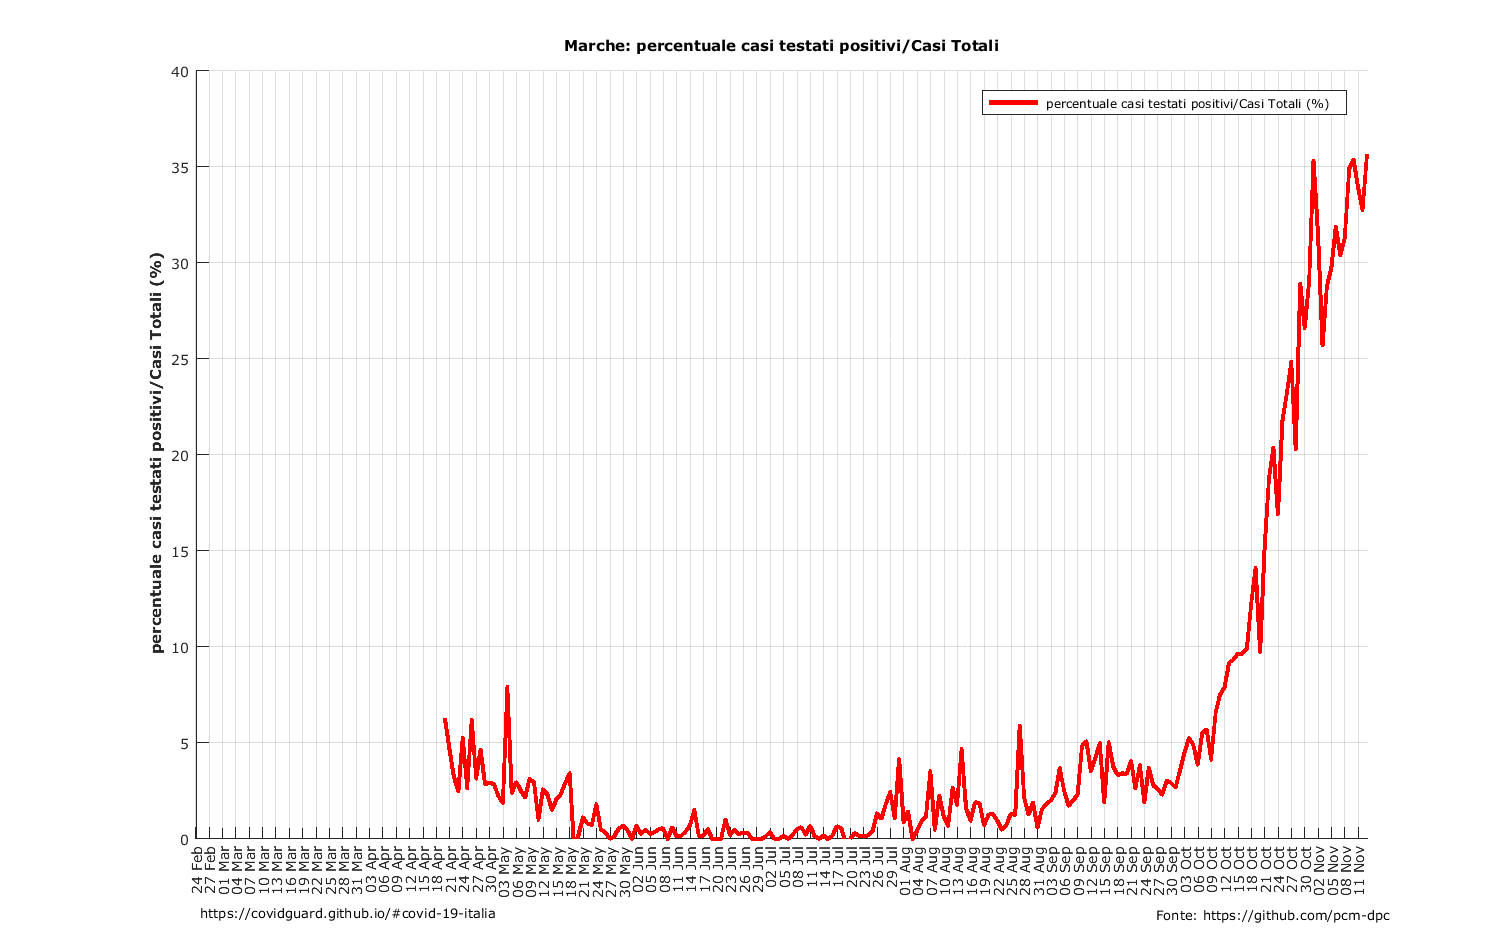 Marche: percentuale casi testati positivi/Casi Totali
percentuale casi testati positivi/Casi Totali (%)
percentuale casi testati positivi/Casi Totali (%)
40
35
30
25
20
15
10
5
0
24 Feb
27 Feb
01 Mar
04 Mar
07 Mar
10 Mar
13 Mar
16 Mar
19 Mar
22 Mar
25 Mar
28 Mar
31 Mar
03 Apr
06 Apr
09 Apr
12 Apr
15 Apr
18 Apr
21 Apr
24 Apr
27 Apr
30 Apr
03 May
06 May
09 May
12 May
15 May
18 May
21 May
24 May
27 May
30 May
02 Jun
05 Jun
08 Jun
11 Jun
14 Jun
17 Jun
20 Jun
23 Jun
26 Jun
29 Jun
02 Jul
05 Jul
08 Jul
11 Jul
14 Jul
17 Jul
20 Jul
23 Jul
26 Jul
29 Jul
01 Aug
04 Aug
07 Aug
10 Aug
13 Aug
16 Aug
19 Aug
22 Aug
25 Aug
28 Aug
31 Aug
03 Sep
06 Sep
09 Sep
12 Sep
15 Sep
18 Sep
21 Sep
24 Sep
27 Sep
30 Sep
03 Oct
06 Oct
09 Oct
12 Oct
15 Oct
18 Oct
21 Oct
24 Oct
27 Oct
30 Oct
02 Nov
05 Nov
08 Nov
11 Nov
https://covidguard.github.io/#covid-19-italia
Fonte: https://github.com/pcm-dpc